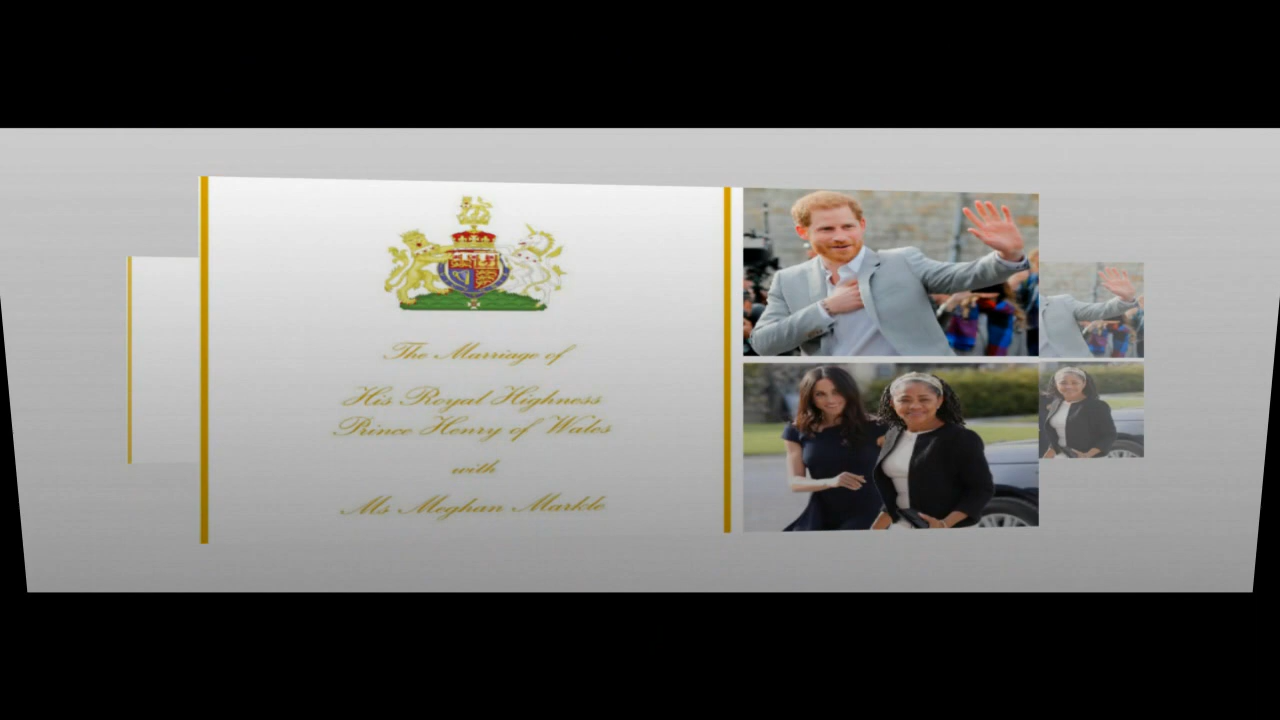 The Marriage of
His Royal Highness
Prince Henry of Wales
with
Ms Meghan Markle